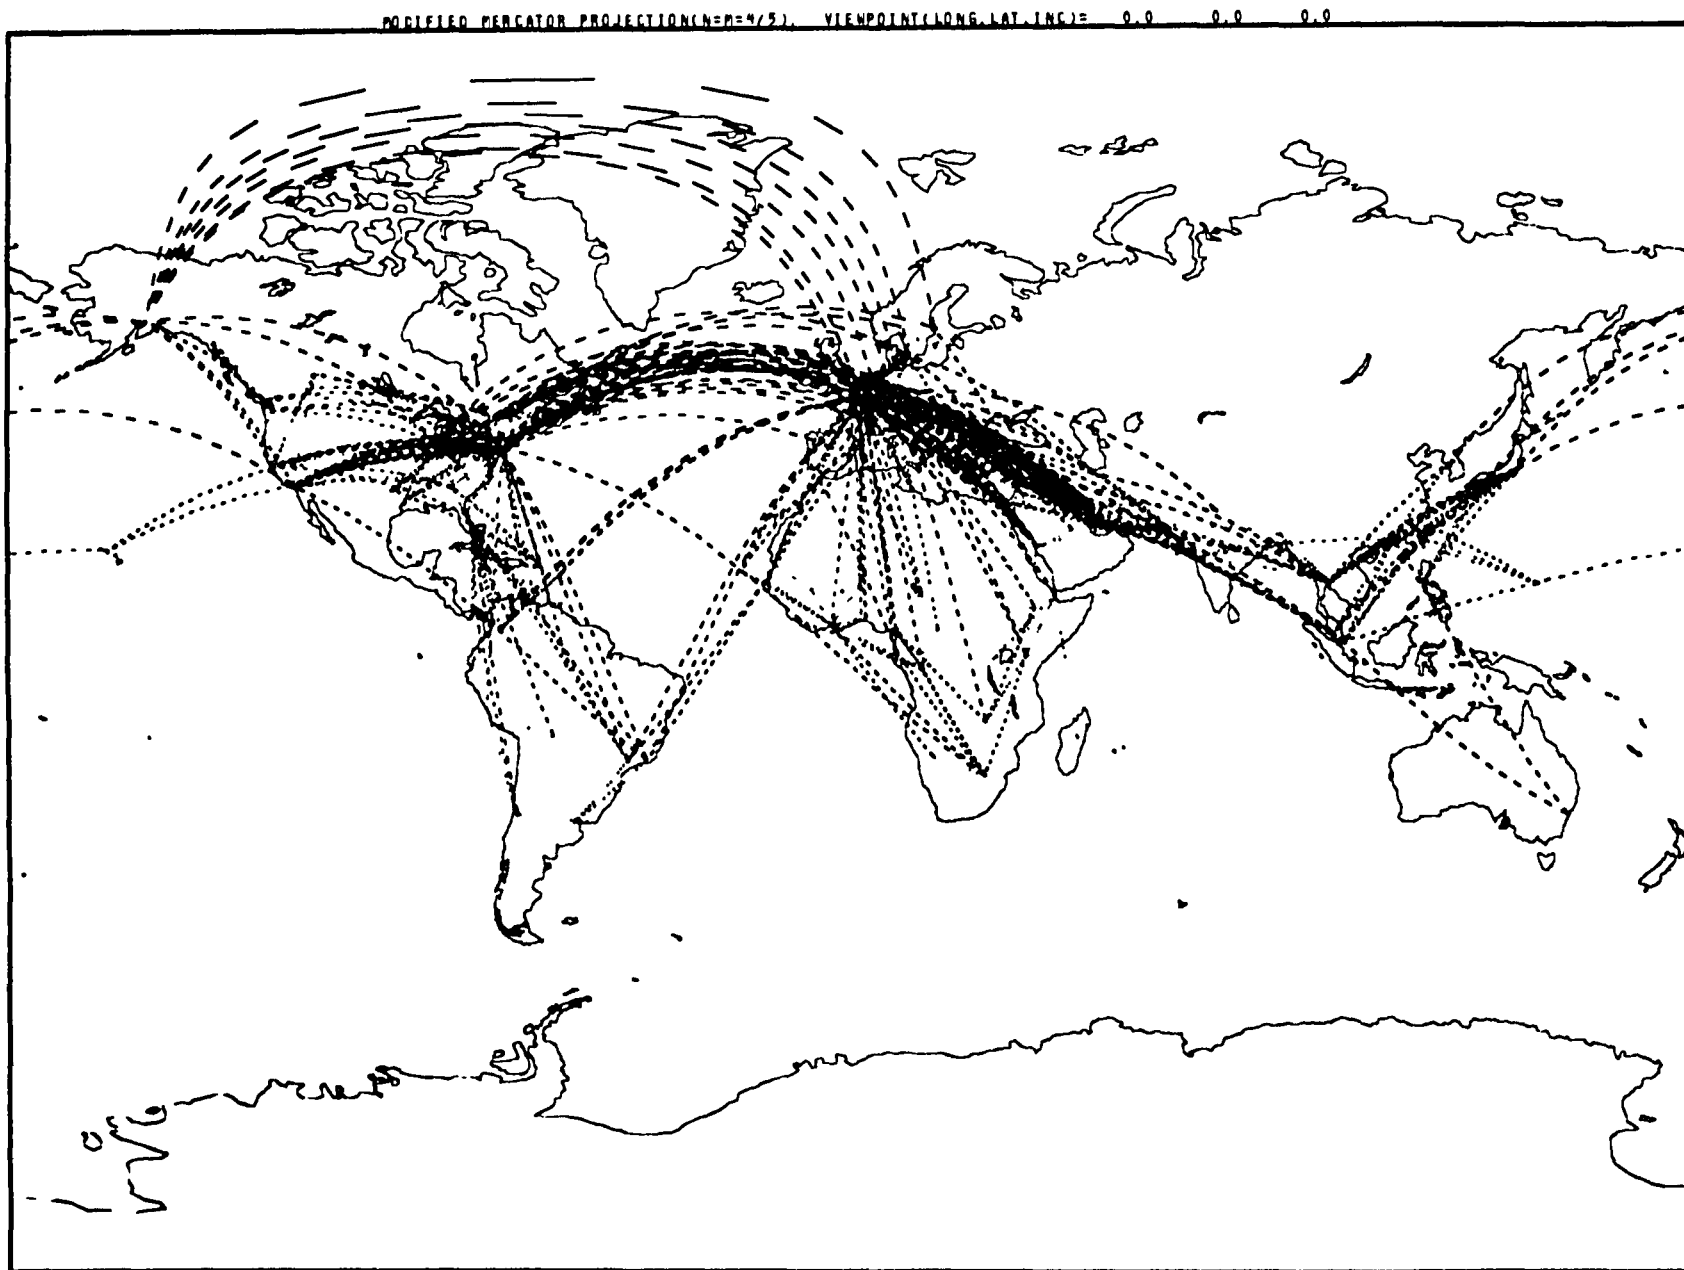 MODIFIED MERCATOR PROJECTION(N=M=4/5), VIEWPOINT(LONG,LAT,INC)= 0.0 0.0 0.0